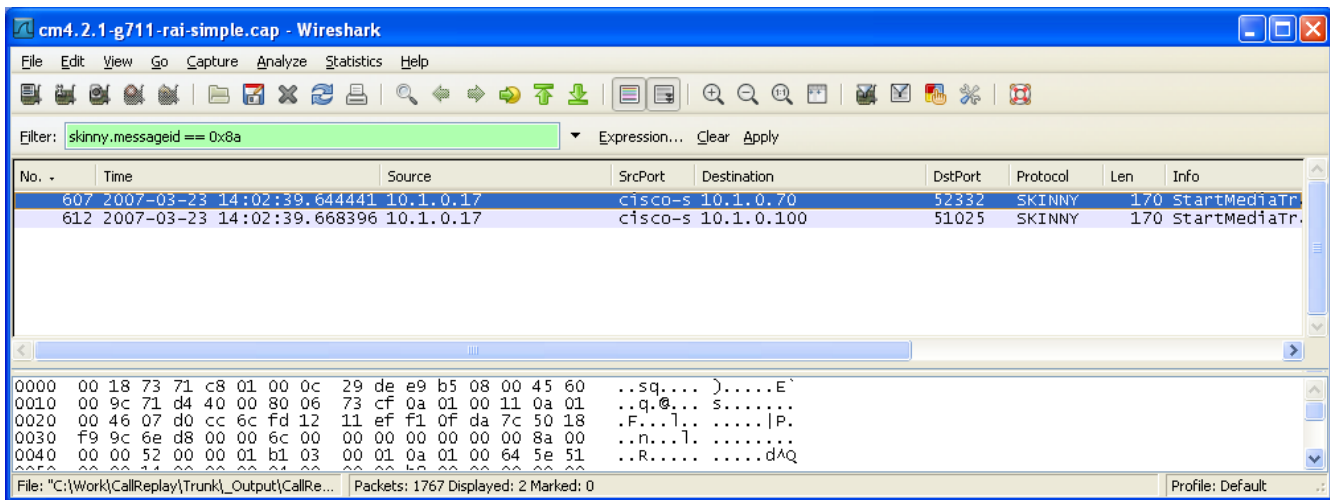 cm4.2.1-g711-rai-simple.cap - Wireshark
File Edit View Go Capture Analyze Statistics Help
Filter: skinny.messageid == 0x8a Expression... Clear Apply
No. Time Source SrcPort Destination DstPort Protocol Len Info
607 2007-03-23 14:02:39.644441 10.1.0.17 cisco-s 10.1.0.70 52332 SKINNY 170 StartMediaTr
612 2007-03-23 14:02:39.668396 10.1.0.17 cisco-s 10.1.0.100 51025 SKINNY 170 StartMediaTr
0000 00 18 73 71 c8 01 00 0c 29 de e9 b5 08 00 45 60 ..sq.... ).....E`
0010 00 9c 71 d4 40 00 80 06 73 cf 0a 01 00 11 0a 01 ..q.@... s.......
0020 00 46 07 d0 cc 6c fd 12 11 ef f1 0f da 7c 50 18 .F...l.. .....|P.
0030 f9 9c 6e d8 00 00 6c 00 00 00 00 00 00 00 8a 00 ..n...l. ........
0040 00 00 52 00 00 01 b1 03 00 01 0a 01 00 64 5e 51 ..R..... .....d^Q
File: "C:\Work\CallReplay\Trunk\_Output\CallRe... Packets: 1767 Displayed: 2 Marked: 0 Profile: Default